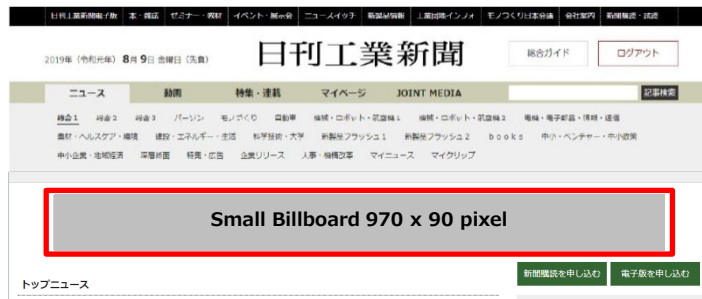 日刊工業新聞電子版 本・雑誌 セミナー・教材 イベント・展示会 ニュースイッチ 新製品情報 工業団地インフォ モノづくり日本会議 会社案内 新聞購読・試読
2019年 (令和元年) 8月9日 金曜日 (先負) 日刊工業新聞 総合ガイド ログアウト
ニュース 動画 特集・連載 マイページ JOINT MEDIA 記事検索
総合1 総合2 総合3 パーソン モノづくり 自動車 機械・ロボット・航空機1 機械・ロボット・航空機2 電機・電子部品・情報・通信
素材・ヘルスケア・環境 建設・エネルギー・生活 科学技術・大学 新製品フラッシュ1 新製品フラッシュ2 books 中小・ベンチャー・中小政策
中小企業・地域経済 深層断面 特集・広告 企業リリース 人事・機構改革 マイニュース マイクリップ
Small Billboard 970 x 90 pixel
新聞購読を申し込む 電子版を申し込む
トップニュース